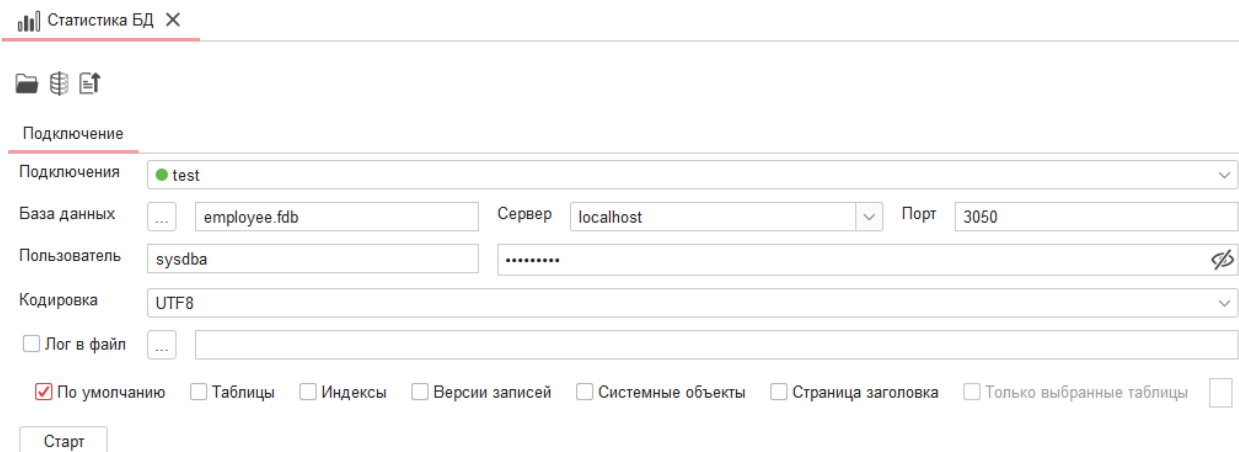 Статистика БД
Подключение
Подключения test
База данных ... employee.fdb Сервер localhost Порт 3050
Пользователь sysdba •••••••••
Кодировка UTF8
Лог в файл ...
По умолчанию Таблицы Индексы Версии записей Системные объекты Страница заголовка Только выбранные таблицы
Старт